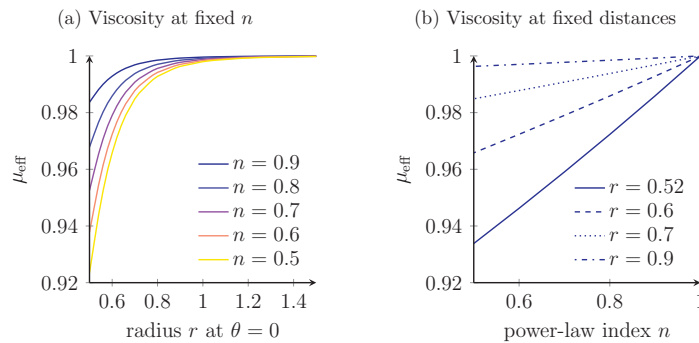 (a) Viscosity at fixed n
1
0.98
0.96
0.94
0.92
μeff
n = 0.9
n = 0.8
n = 0.7
n = 0.6
n = 0.5
0.6 0.8 1 1.2 1.4
radius r at θ = 0
(b) Viscosity at fixed distances
1
0.98
0.96
0.94
0.92
μeff
r = 0.52
r = 0.6
r = 0.7
r = 0.9
0.6 0.8 1
power-law index n